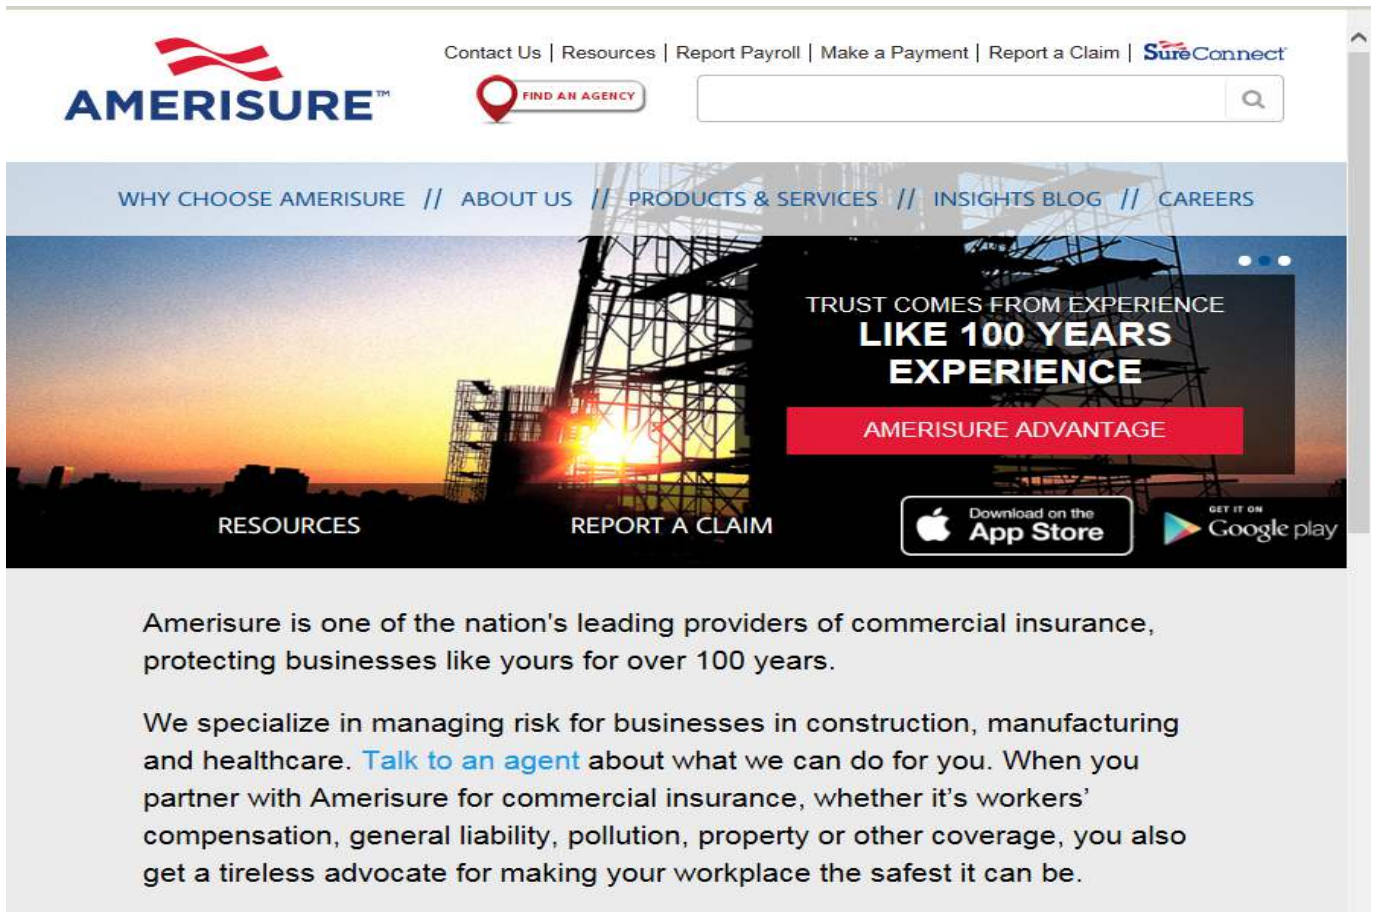 AMERISURE™
Contact Us | Resources | Report Payroll | Make a Payment | Report a Claim | SureConnect
FIND AN AGENCY
WHY CHOOSE AMERISURE // ABOUT US // PRODUCTS & SERVICES // INSIGHTS BLOG // CAREERS
TRUST COMES FROM EXPERIENCE
LIKE 100 YEARS
EXPERIENCE
AMERISURE ADVANTAGE
RESOURCES
REPORT A CLAIM
Download on the
App Store
GET IT ON
Google play
Amerisure is one of the nation's leading providers of commercial insurance,
protecting businesses like yours for over 100 years.
We specialize in managing risk for businesses in construction, manufacturing
and healthcare. Talk to an agent about what we can do for you. When you
partner with Amerisure for commercial insurance, whether it's workers'
compensation, general liability, pollution, property or other coverage, you also
get a tireless advocate for making your workplace the safest it can be.